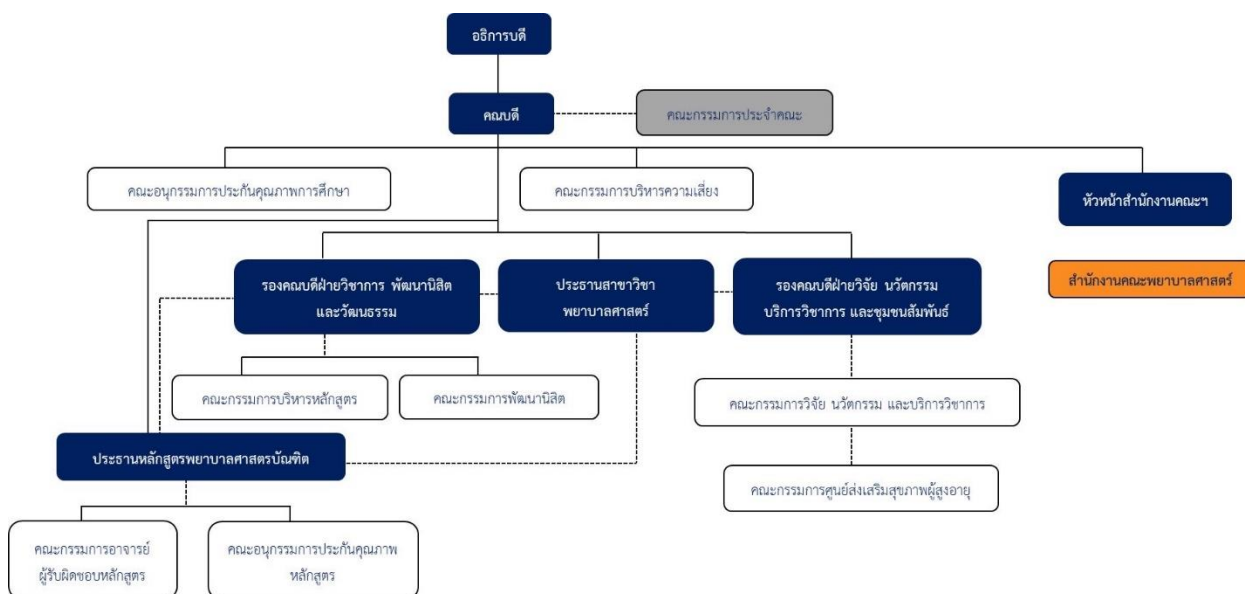 อธิการบดี
คณบดี
คณะกรรมการประจำคณะ
คณะอนุกรรมการประกันคุณภาพการศึกษา
คณะกรรมการบริหารความเสี่ยง
หัวหน้าสำนักงานคณะฯ
สำนักงานคณะพยาบาลศาสตร์
รองคณบดีฝ่ายวิชาการ พัฒนานิสิต
และวัฒนธรรม
ประธานสาขาวิชา
พยาบาลศาสตร์
รองคณบดีฝ่ายวิจัย นวัตกรรม
บริการวิชาการ และชุมชนสัมพันธ์
คณะกรรมการบริหารหลักสูตร
คณะกรรมการพัฒนานิสิต
คณะกรรมการวิจัย นวัตกรรม และบริการวิชาการ
ประธานหลักสูตรพยาบาลศาสตรบัณฑิต
คณะกรรมการศูนย์ส่งเสริมสุขภาพผู้สูงอายุ
คณะกรรมการอาจารย์
ผู้รับผิดชอบหลักสูตร
คณะอนุกรรมการประกันคุณภาพ
หลักสูตร